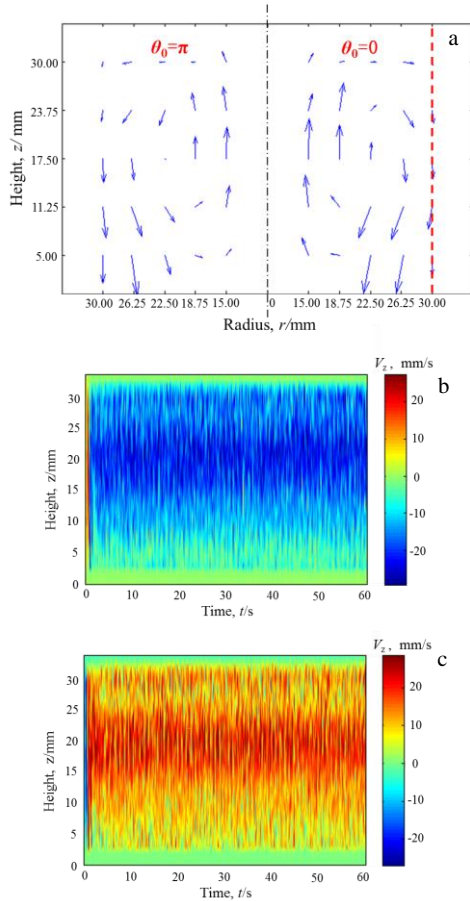 a
θ₀=π
θ₀=0
30.00
23.75
17.50
11.25
5.00
Height, z/ mm
30.00 26.25 22.50 18.75 15.00 0 15.00 18.75 22.50 26.25 30.00
Radius, r/mm
b
V_z , mm/s
30
25
20
15
10
5
0
Height, z/mm
0 10 20 30 40 50 60
Time, t/s
20
10
0
-10
-20
c
V_z , mm/s
30
25
20
15
10
5
0
Height, z/mm
0 10 20 30 40 50 60
Time, t/s
20
10
0
-10
-20